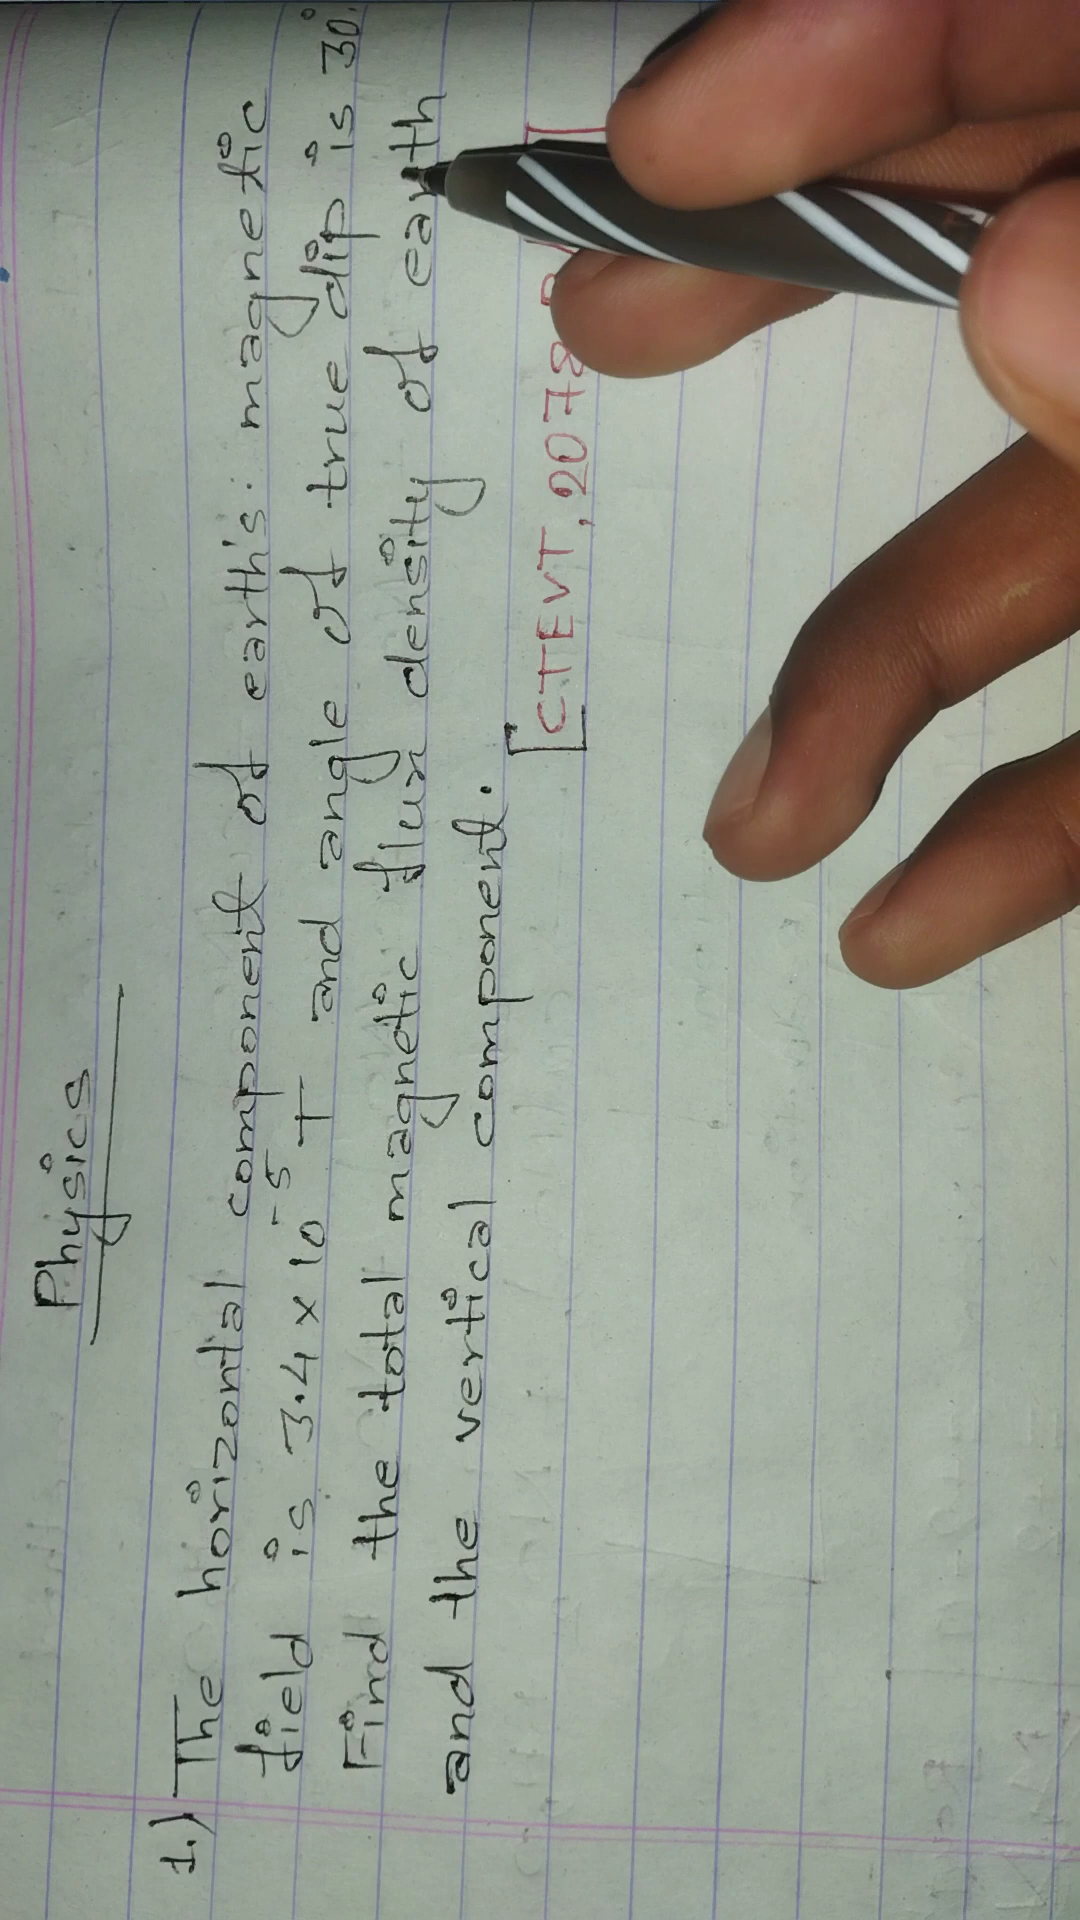 Physics
1.) The horizontal component of earth's magnetic
field is 3.4 × 10⁻⁵ T and angle of true dip is 30°.
Find the total magnetic flux density of earth
and the vertical component.
[CTEVT, 2078